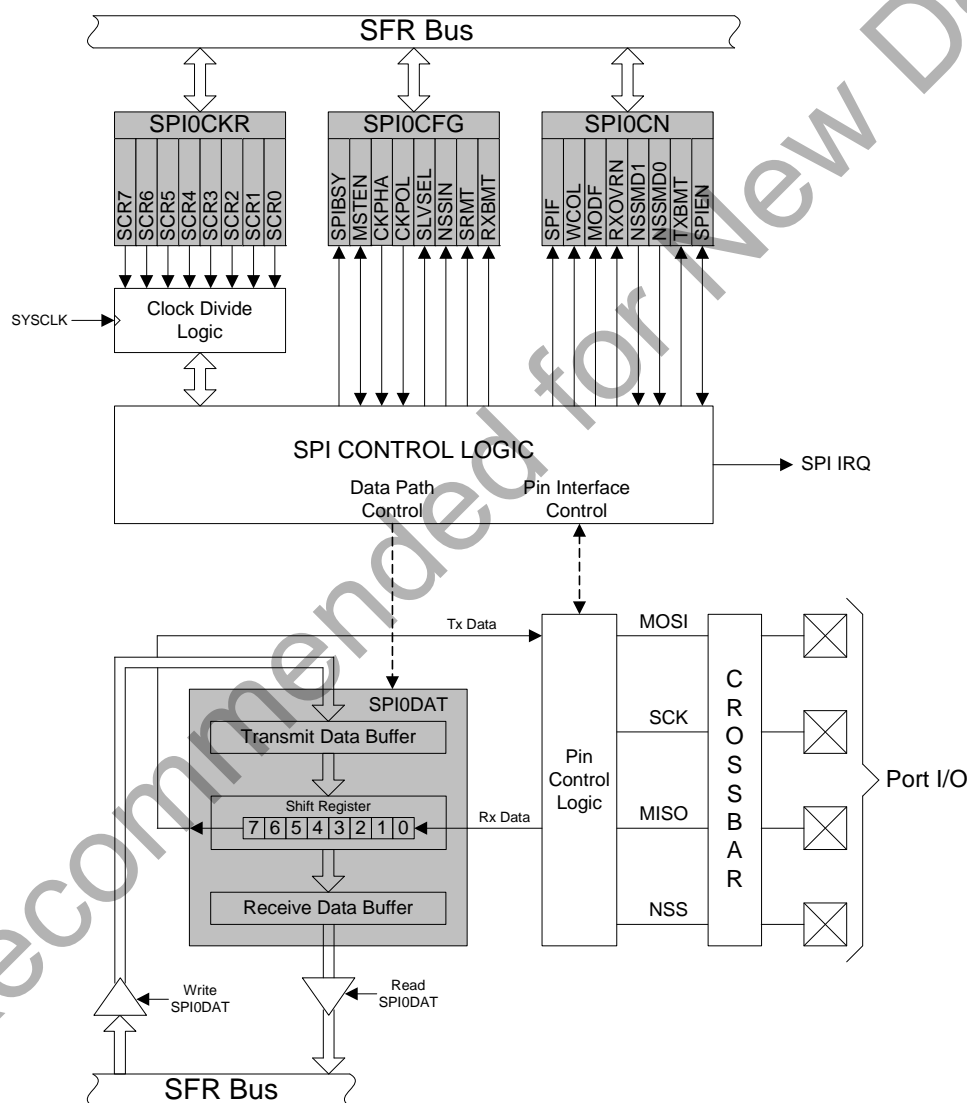 SFR Bus
SPI0CKR
SCR7
SCR6
SCR5
SCR4
SCR3
SCR2
SCR1
SCR0
SPI0CFG
SPIBSY
MSTEN
CKPHA
CKPOL
SLVSEL
NSSIN
SRMT
RXBMT
SPI0CN
SPIF
WCOL
MODF
RXOVRN
NSSMD1
NSSMD0
TXBMT
SPIEN
SYSCLK
Clock Divide
Logic
SPI CONTROL LOGIC
Data Path
Control
Pin Interface
Control
SPI IRQ
Tx Data
SPI0DAT
Transmit Data Buffer
Shift Register
7 6 5 4 3 2 1 0
Rx Data
Receive Data Buffer
Pin
Control
Logic
MOSI
SCK
MISO
NSS
CROSSBAR
Port I/O
Write
SPI0DAT
Read
SPI0DAT
SFR Bus
ecommended for New D